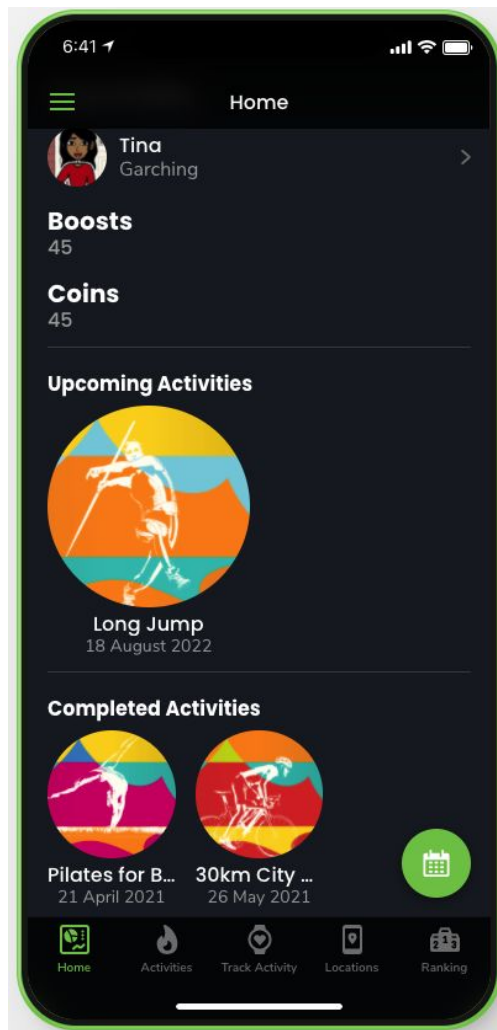 6:41
Home
Tina
Garching
Boosts
45
Coins
45
Upcoming Activities
Long Jump
18 August 2022
Completed Activities
Pilates for B... 30km City ...
21 April 2021 26 May 2021
Home Activities Track Activity Locations Ranking